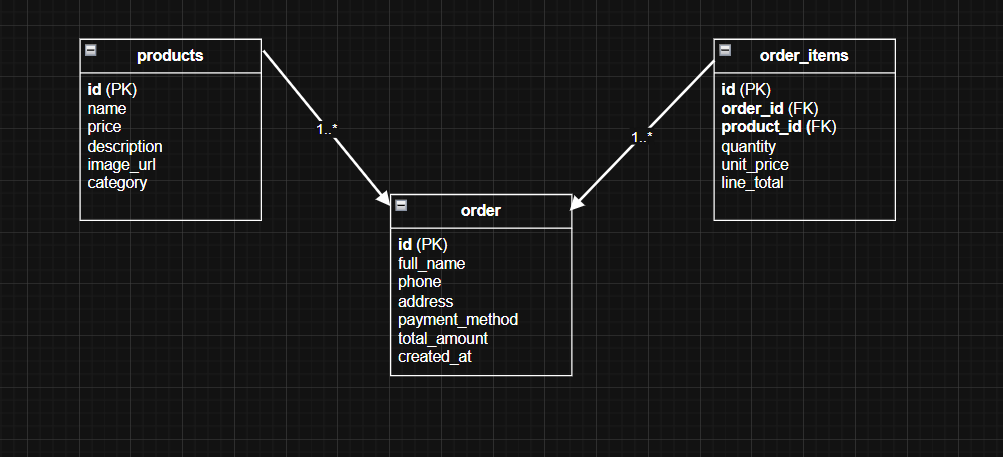 products
id (PK)
name
price
description
image_url
category
1..*
order_items
id (PK)
order_id (FK)
product_id (FK)
quantity
unit_price
line_total
1..*
order
id (PK)
full_name
phone
address
payment_method
total_amount
created_at